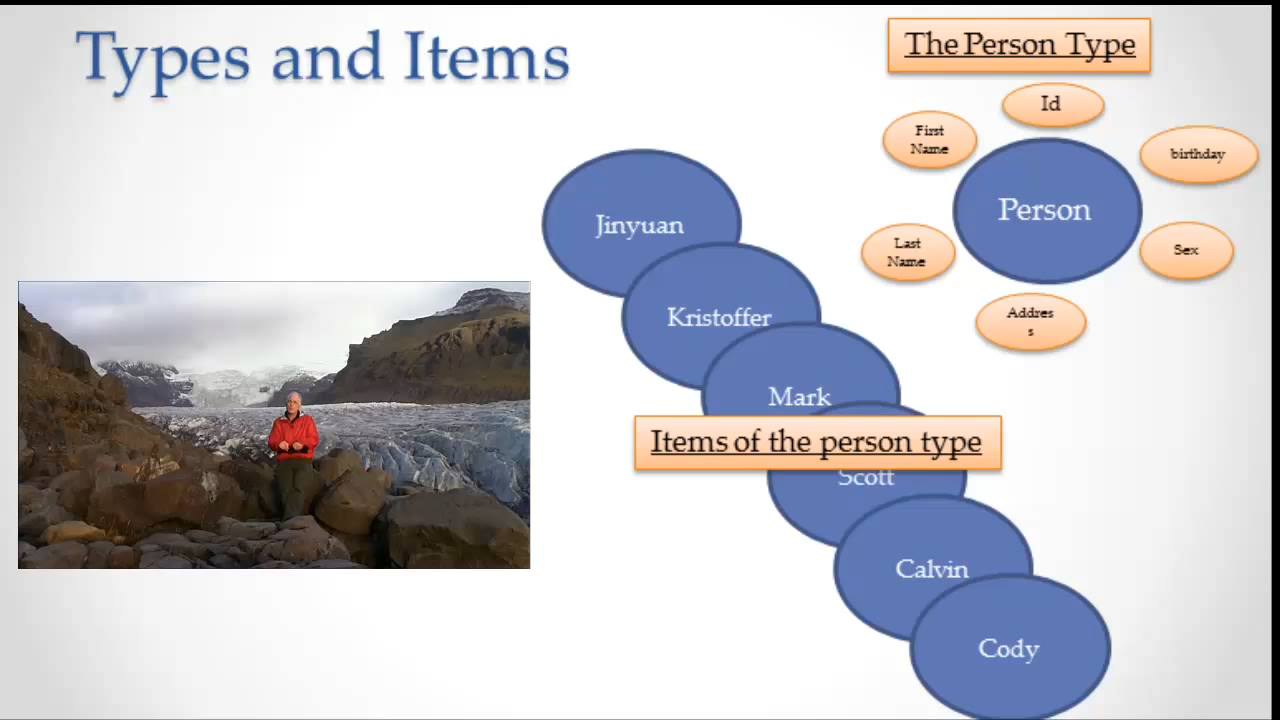 Types and Items
The Person Type
Id
First
Name
birthday
Person
Last
Name
Sex
Addres
s
Jinyuan
Kristoffer
Mark
Items of the person type
Scott
Calvin
Cody